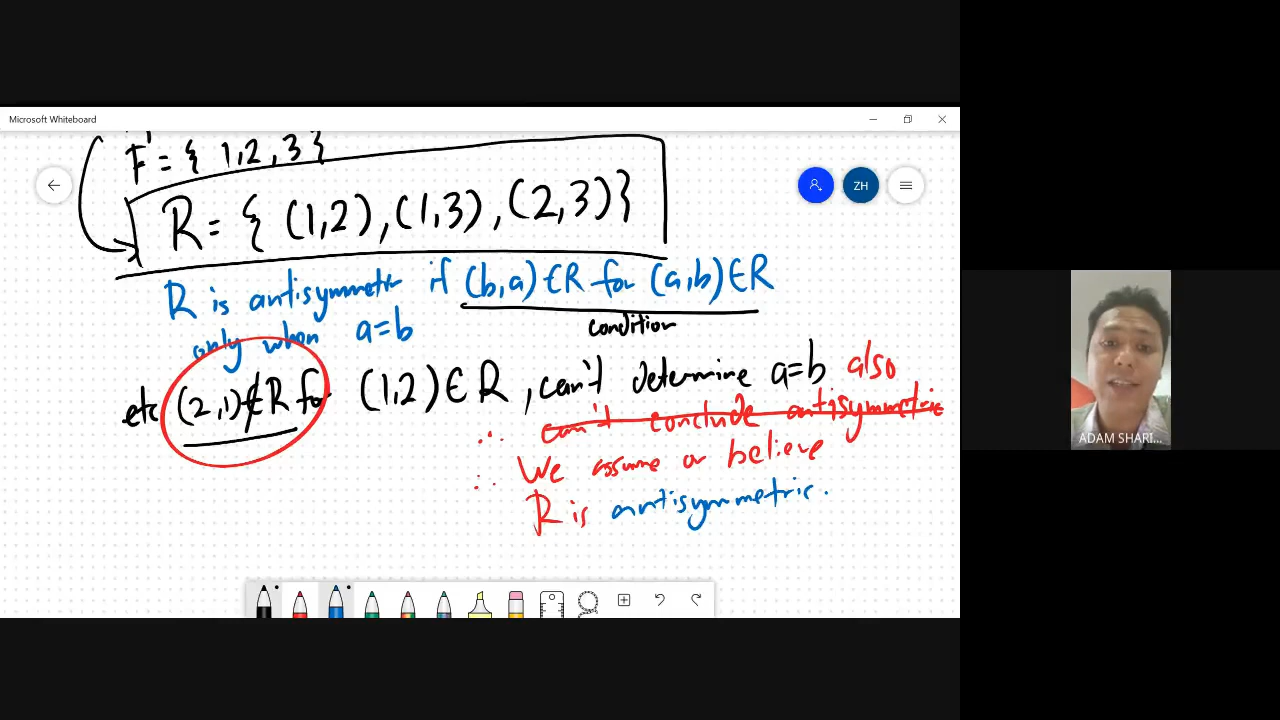 Microsoft Whiteboard
F = { 1,2,3 }
R = { (1,2), (1,3), (2,3) }
R is antisymmetric if (b,a) ∈ R for (a,b) ∈ R
condition
only when a=b
etc (2,1) ∉ R for (1,2) ∈ R, can't determine a=b also
∴ can't conclude antisymmetric
∴ We assume or believe
R is antisymmetric.
ZH
ADAM SHARI...